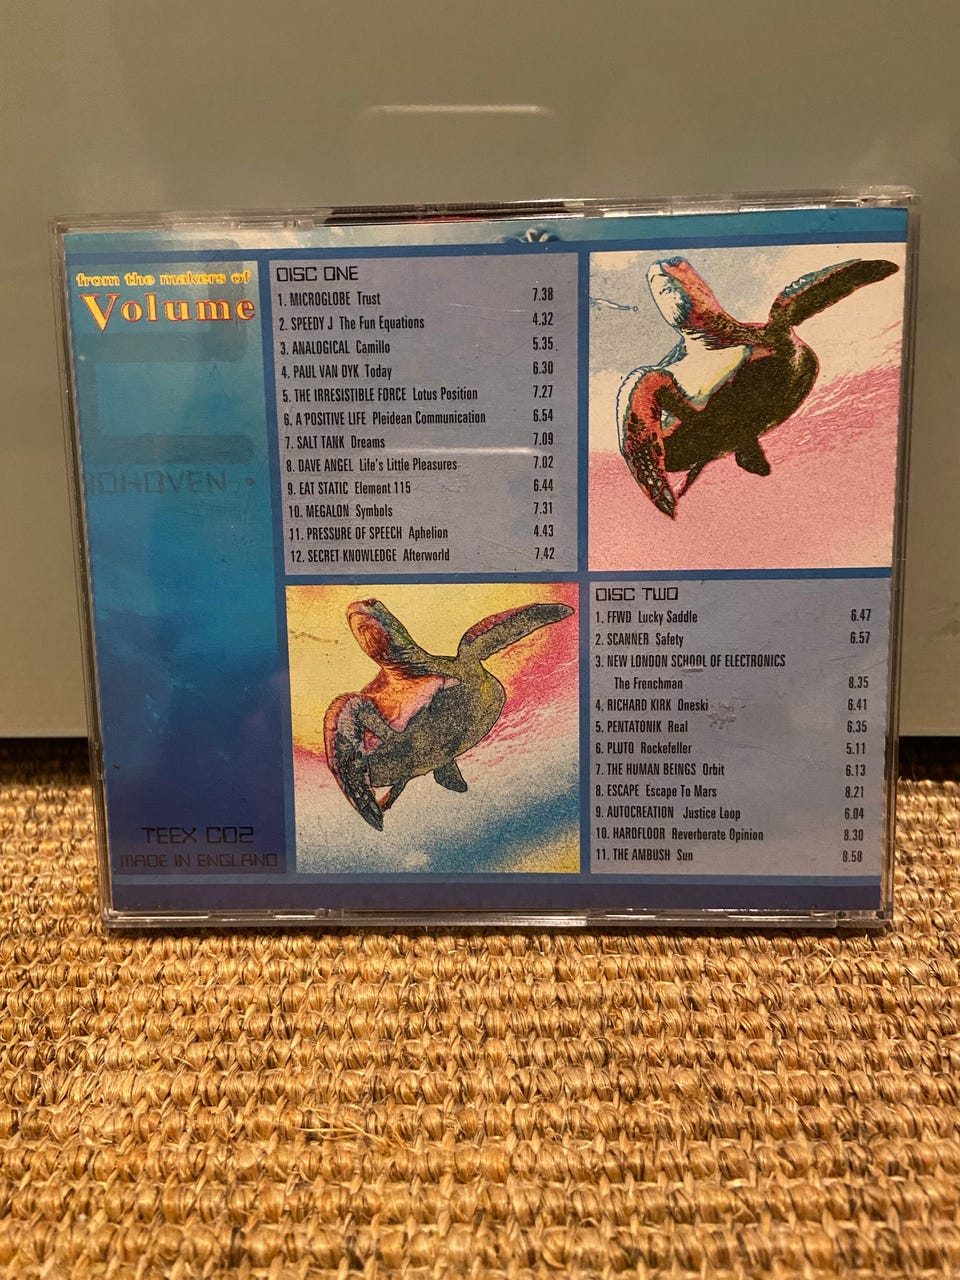 from the makers of
Volume
DISC ONE
1. MICROGLOBE Trust 7.38
2. SPEEDY J The Fun Equations 4.32
3. ANALOGICAL Camillo 5.35
4. PAUL VAN DYK Today 6.30
5. THE IRRESISTIBLE FORCE Lotus Position 7.27
6. A POSITIVE LIFE Pleidean Communication 6.54
7. SALT TANK Dreams 7.09
8. DAVE ANGEL Life's Little Pleasures 7.02
9. EAT STATIC Element 115 6.44
10. MEGALON Symbols 7.31
11. PRESSURE OF SPEECH Aphelion 4.43
12. SECRET KNOWLEDGE Afterworld 7.42
DISC TWO
1. FFWD Lucky Saddle 6.47
2. SCANNER Safety 6.57
3. NEW LONDON SCHOOL OF ELECTRONICS
The Frenchman 8.35
4. RICHARD KIRK Oneski 6.41
5. PENTATONIK Real 6.35
6. PLUTO Rockefeller 5.11
7. THE HUMAN BEINGS Orbit 6.13
8. ESCAPE Escape To Mars 8.21
9. AUTOCREATION Justice Loop 6.04
10. HARDFLOOR Reverberate Opinion 8.30
11. THE AMBUSH Sun 8.58
TEEX CD2
MADE IN ENGLAND